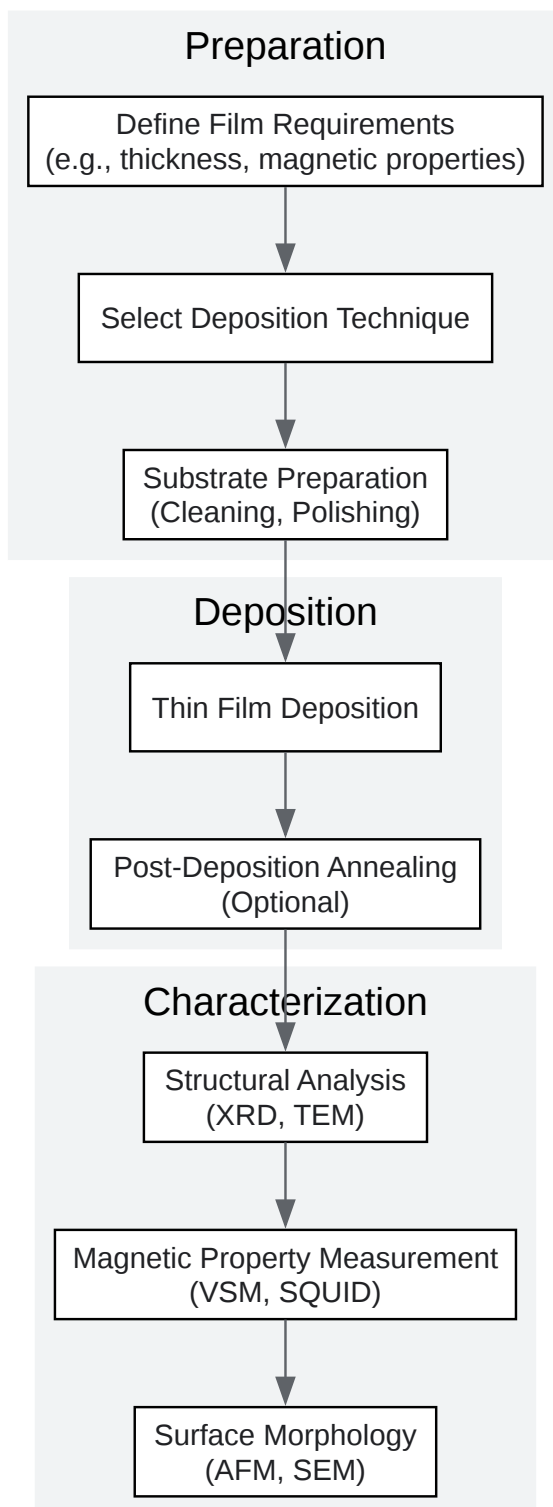 Preparation
Define Film Requirements
(e.g., thickness, magnetic properties)
Select Deposition Technique
Substrate Preparation
(Cleaning, Polishing)
Deposition
Thin Film Deposition
Post-Deposition Annealing
(Optional)
Characterization
Structural Analysis
(XRD, TEM)
Magnetic Property Measurement
(VSM, SQUID)
Surface Morphology
(AFM, SEM)